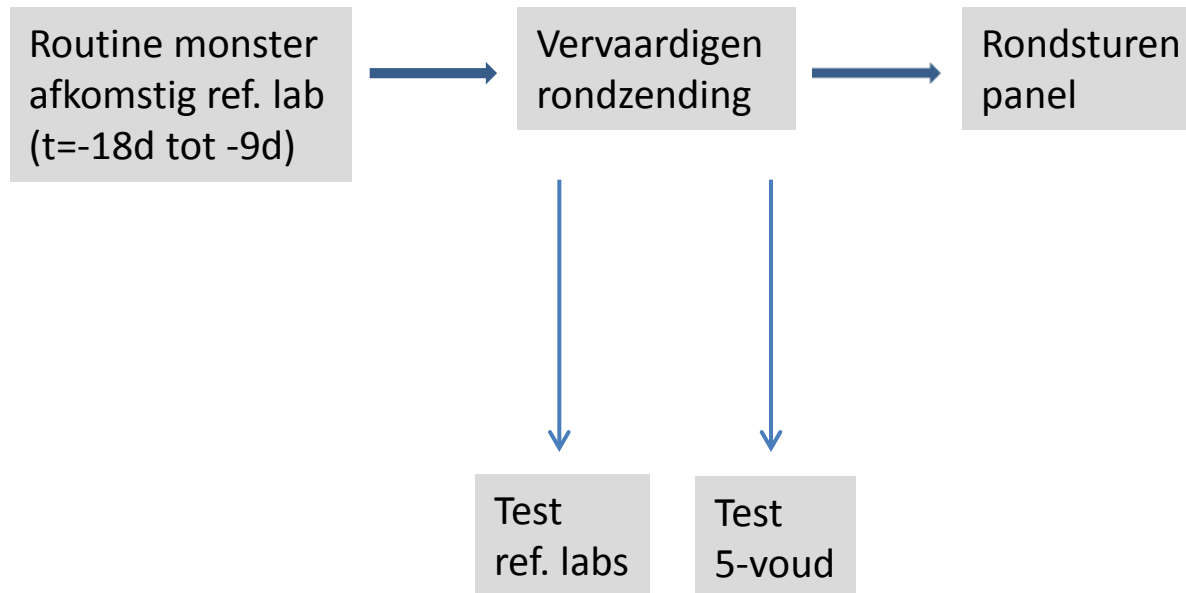 Routine monster
afkomstig ref. lab
(t=-18d tot -9d)
Vervaardigen
rondzending
Rondsturen
panel
Test
ref. labs
Test
5-voud